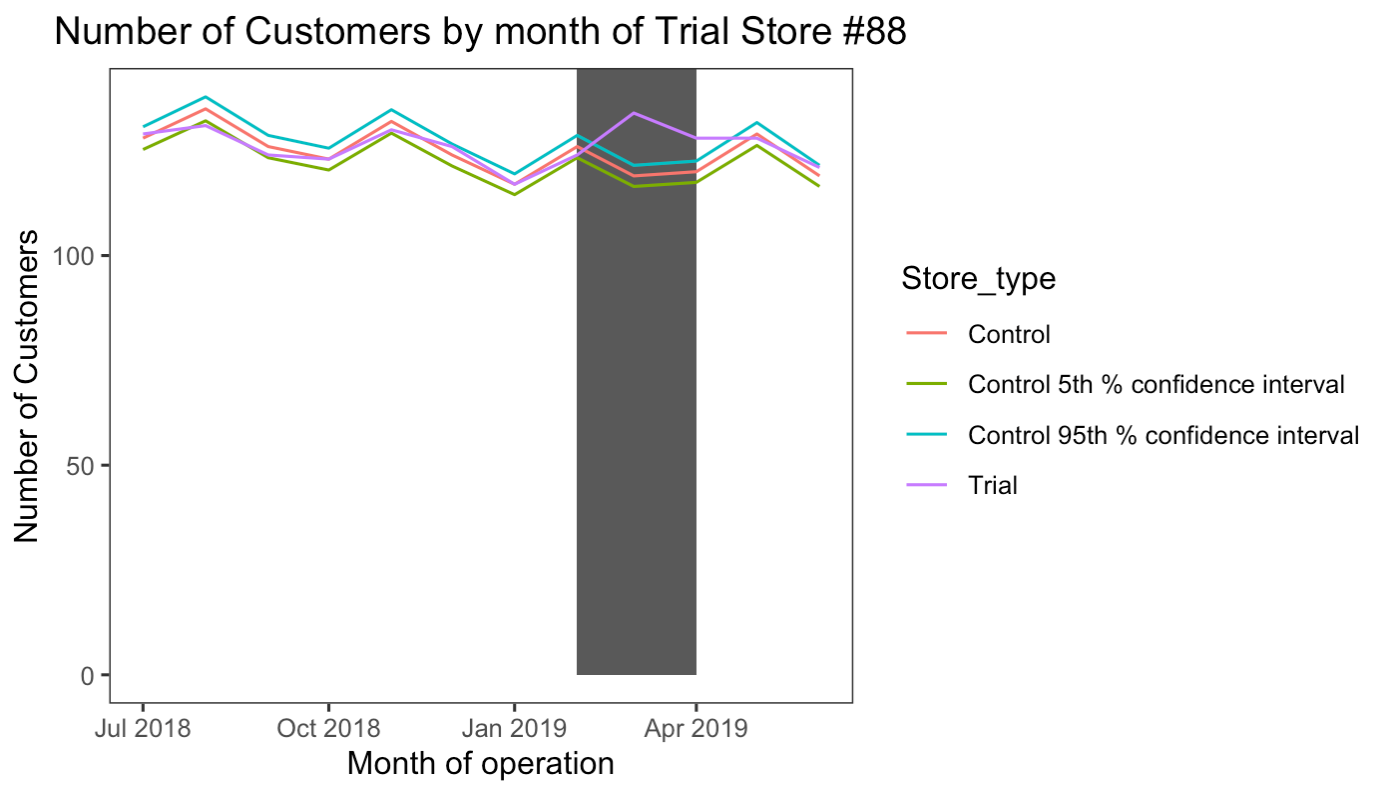 Number of Customers by month of Trial Store #88
Number of Customers
100
50
0
Jul 2018
Oct 2018
Jan 2019
Apr 2019
Month of operation
Store_type
Control
Control 5th % confidence interval
Control 95th % confidence interval
Trial